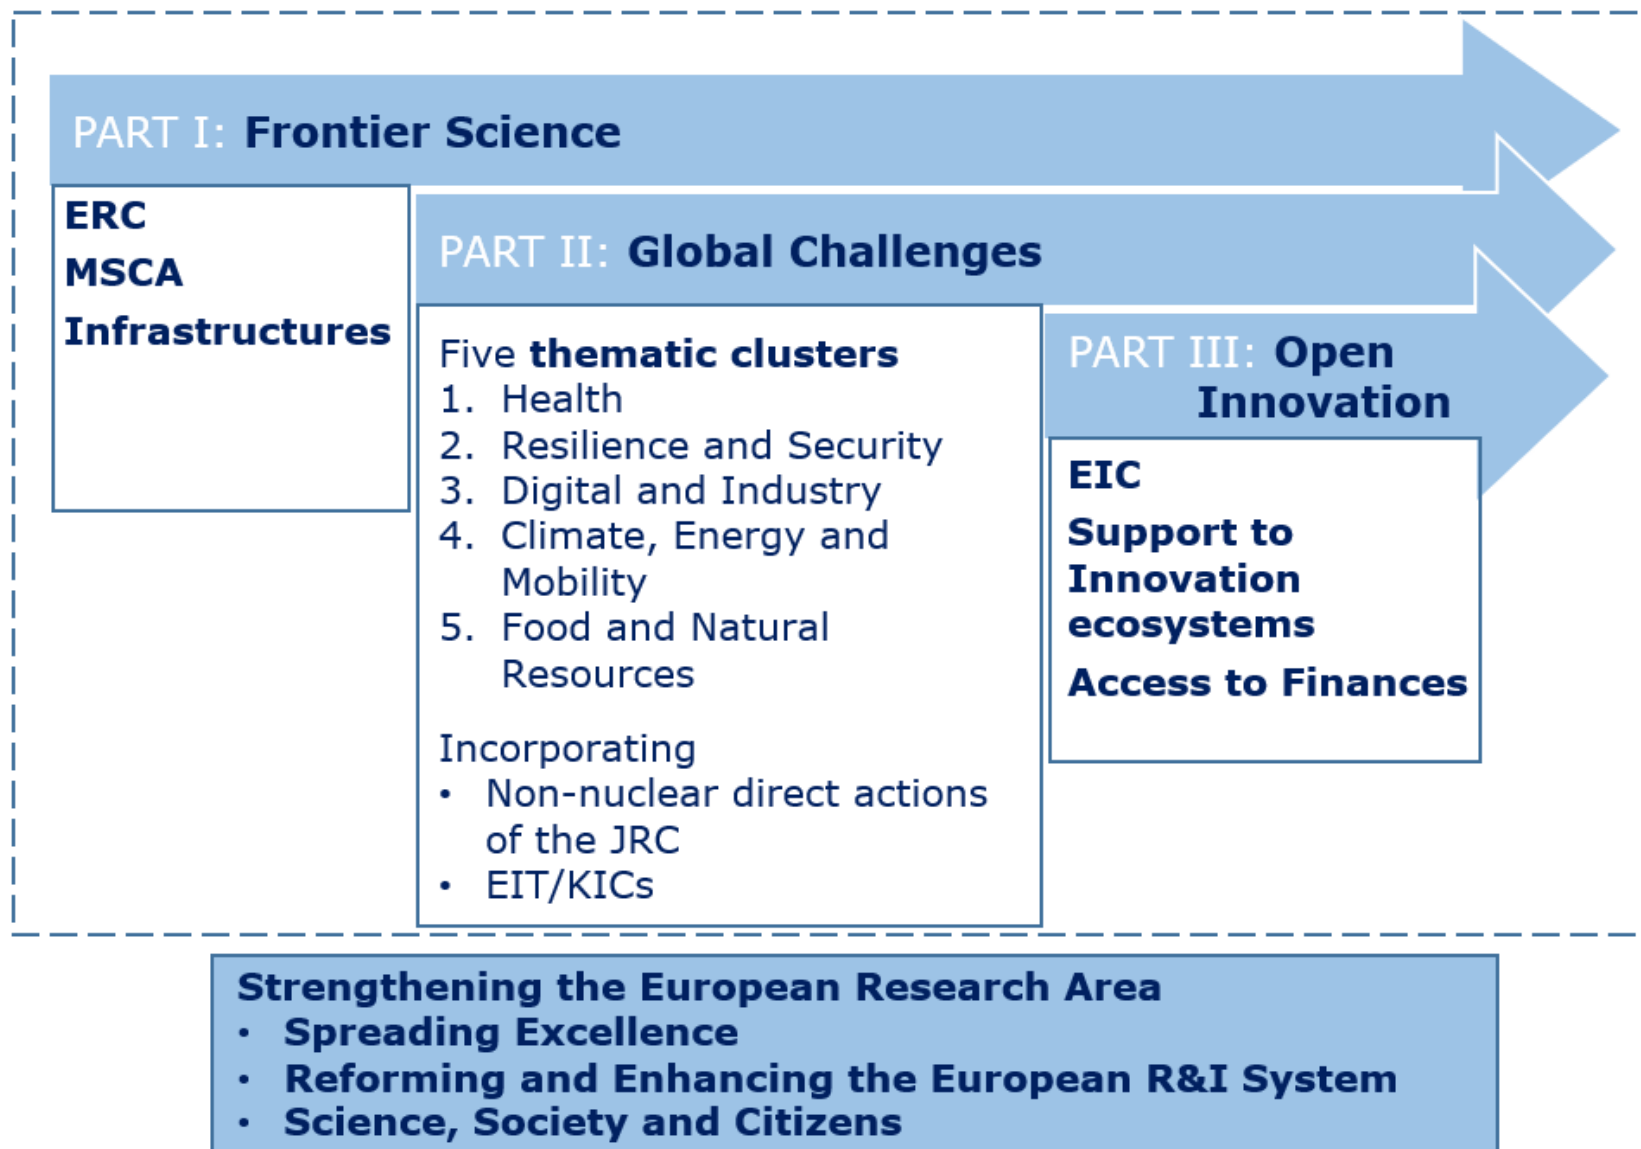 PART I: Frontier Science
ERC
MSCA
Infrastructures
PART II: Global Challenges
Five thematic clusters
1. Health
2. Resilience and Security
3. Digital and Industry
4. Climate, Energy and
Mobility
5. Food and Natural
Resources
Incorporating
• Non-nuclear direct actions
of the JRC
• EIT/KICs
PART III: Open
Innovation
EIC
Support to
Innovation
ecosystems
Access to Finances
Strengthening the European Research Area
• Spreading Excellence
• Reforming and Enhancing the European R&I System
• Science, Society and Citizens